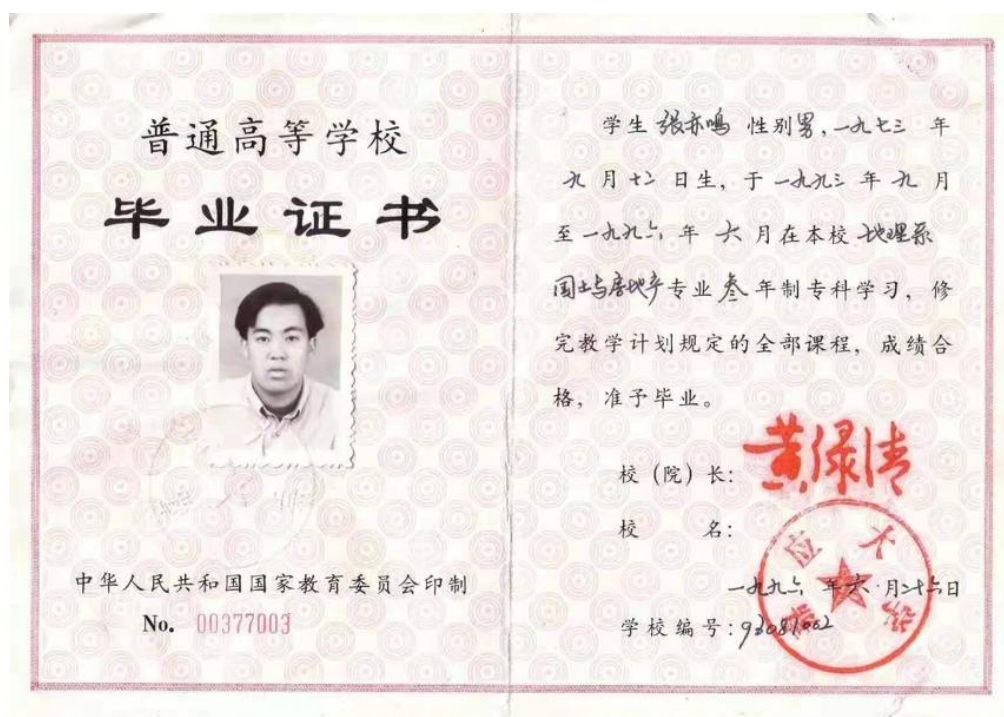 普通高等学校
毕业证书
中华人民共和国国家教育委员会印制
No. 00377003
学生 张亦鸣 性别男,一九七三 年
九 月 十二 日生, 于 一九九三 年 九 月
至 一九九六 年 六 月在本校 地理系
国土与房地产 专业 叁 年制专科学习, 修
完教学计划规定的全部课程, 成绩合
格, 准予毕业。
校(院)长:
校 名:
一九九六 年 六 月 二十六 日
学校编号: 93081002